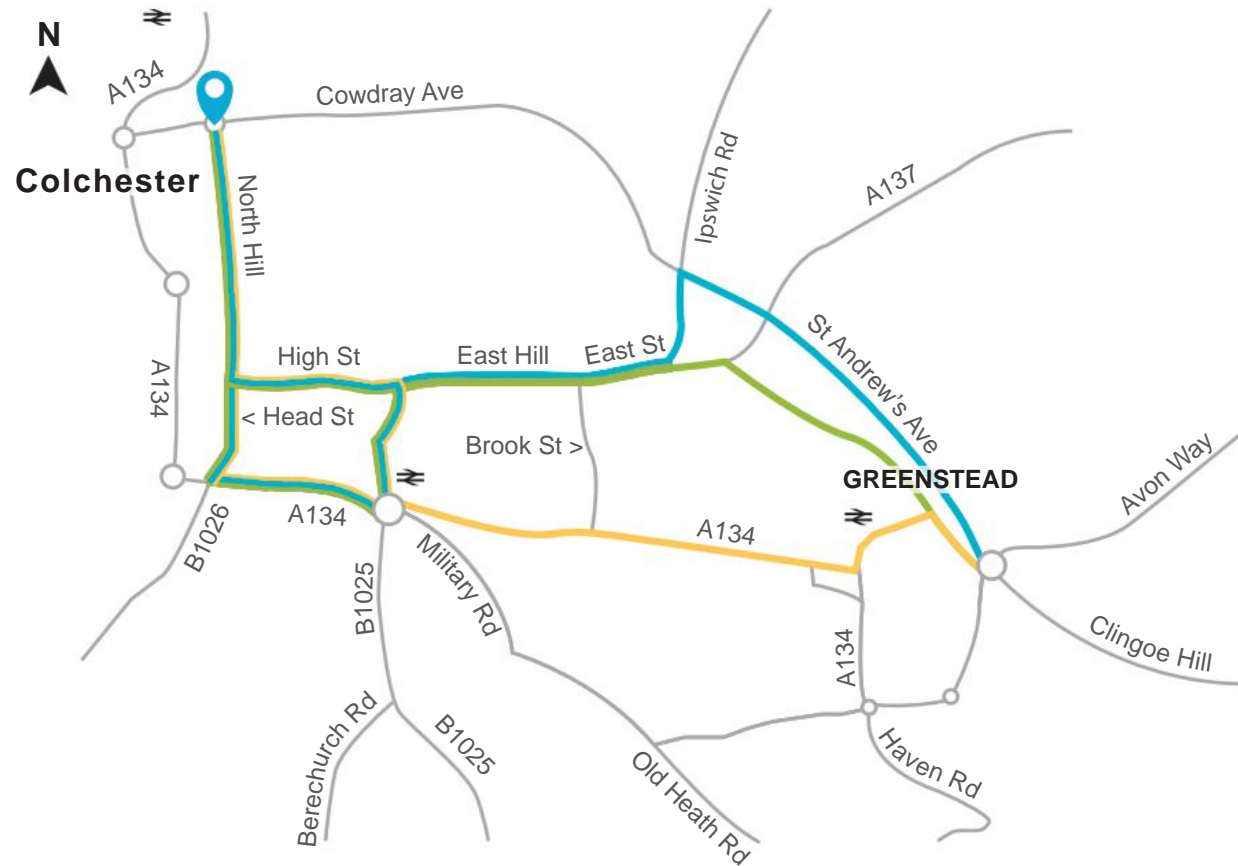 N
A134
Cowdray Ave
Colchester
North Hill
Ipswich Rd
A137
A134
High St
East Hill
East St
St Andrew's Ave
< Head St
Brook St >
GREENSTEAD
Avon Way
A134
A134
B1026
B1025
Military Rd
A134
Clingoe Hill
Berechurch Rd
B1025
Old Heath Rd
Haven Rd